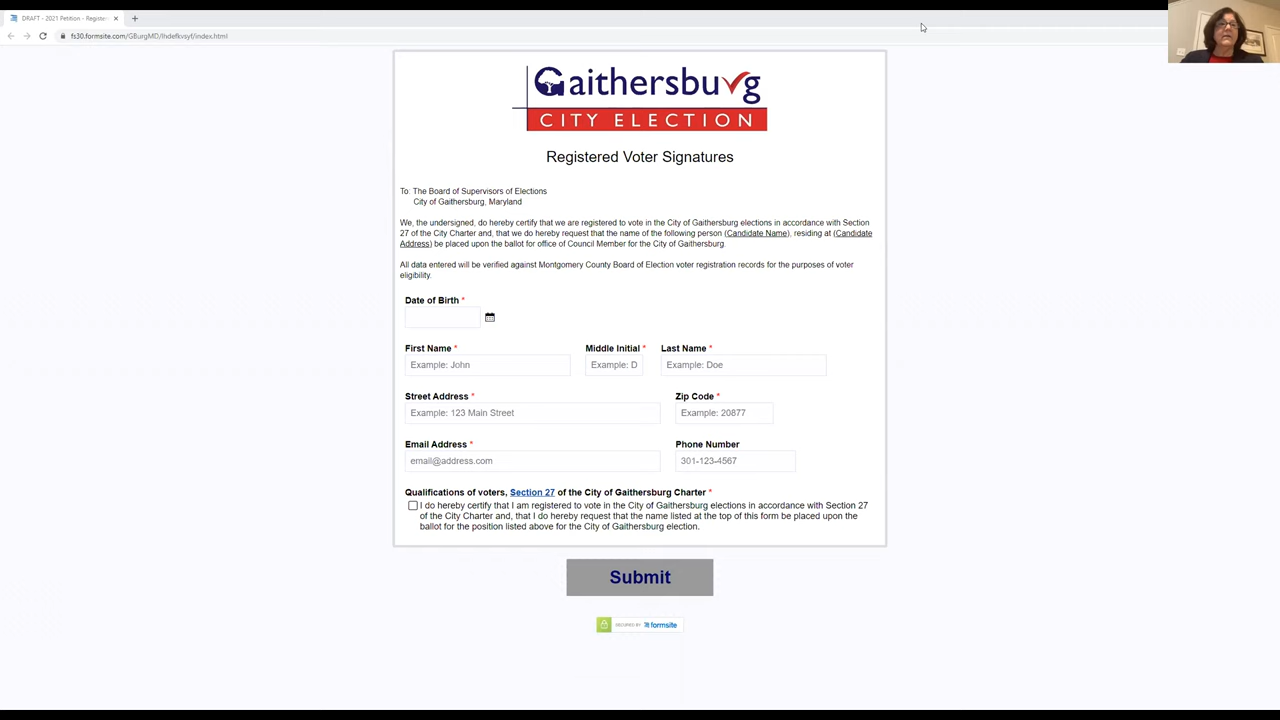 DRAFT - 2021 Petition - Register
fs30.formsite.com/GBurgMD/lhdefkvsyf/index.html
Gaithersburg
CITY ELECTION
Registered Voter Signatures
To: The Board of Supervisors of Elections
City of Gaithersburg, Maryland
We, the undersigned, do hereby certify that we are registered to vote in the City of Gaithersburg elections in accordance with Section
27 of the City Charter and, that we do hereby request that the name of the following person (Candidate Name), residing at (Candidate
Address) be placed upon the ballot for office of Council Member for the City of Gaithersburg.
All data entered will be verified against Montgomery County Board of Election voter registration records for the purposes of voter
eligibility.
Date of Birth *
First Name * Middle Initial * Last Name *
Example: John Example: D Example: Doe
Street Address * Zip Code *
Example: 123 Main Street Example: 20877
Email Address * Phone Number
email@address.com 301-123-4567
Qualifications of voters, Section 27 of the City of Gaithersburg Charter *
I do hereby certify that I am registered to vote in the City of Gaithersburg elections in accordance with Section 27
of the City Charter and, that I do hereby request that the name listed at the top of this form be placed upon the
ballot for the position listed above for the City of Gaithersburg election.
Submit
SECURED BY formsite